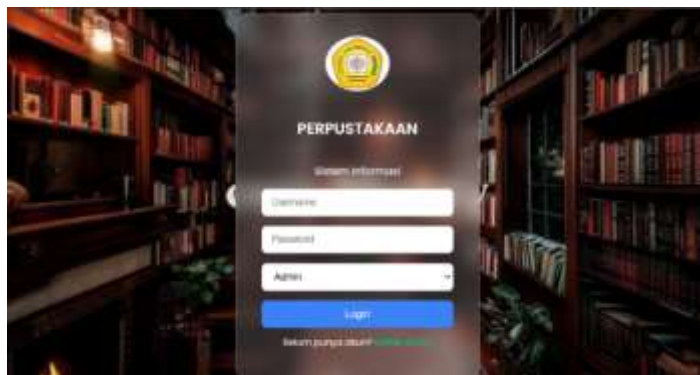 PERPUSTAKAAN
Sistem Informasi
Username
Password
Admin
Login
Belum punya akun?